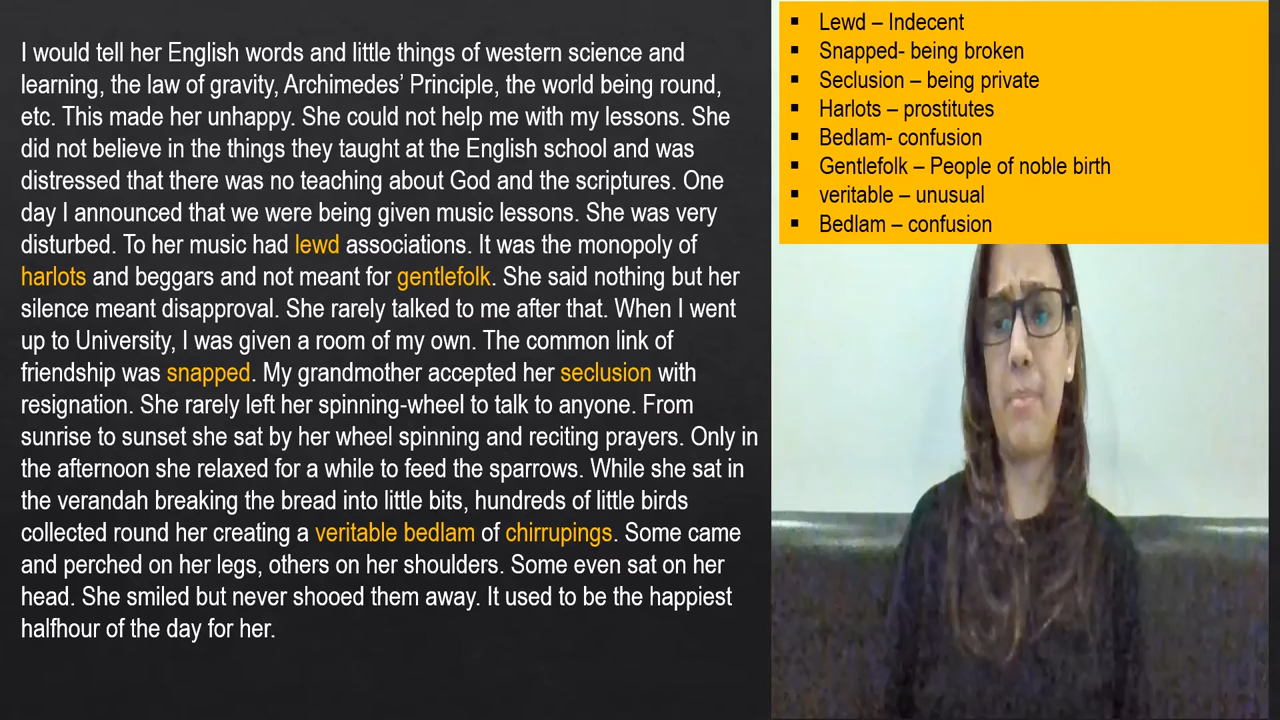 I would tell her English words and little things of western science and
learning, the law of gravity, Archimedes’ Principle, the world being round,
etc. This made her unhappy. She could not help me with my lessons. She
did not believe in the things they taught at the English school and was
distressed that there was no teaching about God and the scriptures. One
day I announced that we were being given music lessons. She was very
disturbed. To her music had lewd associations. It was the monopoly of
harlots and beggars and not meant for gentlefolk. She said nothing but her
silence meant disapproval. She rarely talked to me after that. When I went
up to University, I was given a room of my own. The common link of
friendship was snapped. My grandmother accepted her seclusion with
resignation. She rarely left her spinning-wheel to talk to anyone. From
sunrise to sunset she sat by her wheel spinning and reciting prayers. Only in
the afternoon she relaxed for a while to feed the sparrows. While she sat in
the verandah breaking the bread into little bits, hundreds of little birds
collected round her creating a veritable bedlam of chirrupings. Some came
and perched on her legs, others on her shoulders. Some even sat on her
head. She smiled but never shooed them away. It used to be the happiest
halfhour of the day for her.
Lewd – Indecent
Snapped- being broken
Seclusion – being private
Harlots – prostitutes
Bedlam- confusion
Gentlefolk – People of noble birth
veritable – unusual
Bedlam – confusion